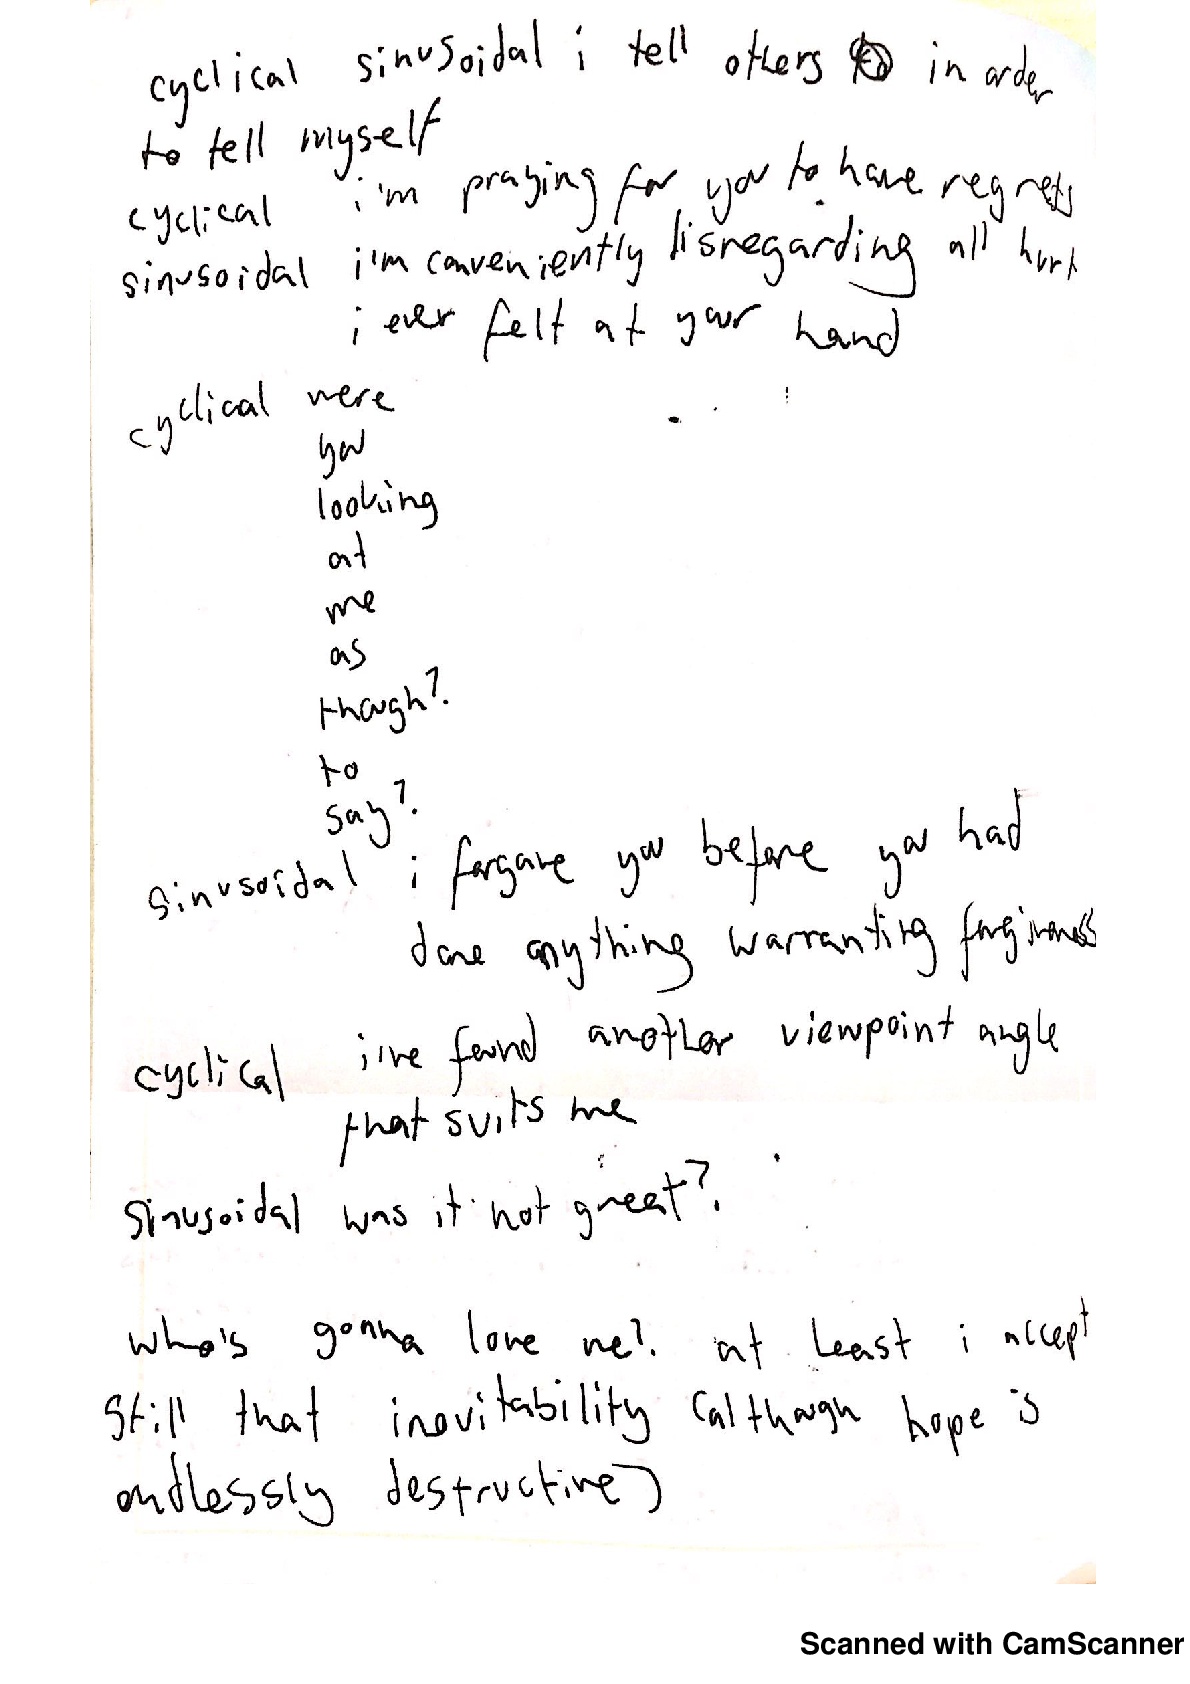 cyclical sinusoidal i tell others in order
to tell myself
cyclical i'm praying for you to have regrets
sinusoidal i'm conveniently disregarding all hurt
i ever felt at your hand
cyclical were
you
looking
at
me
as
though?.
to
say?.
sinusoidal i forgave you before you had
done anything warranting forgiveness
cyclical i've found another viewpoint angle
that suits me
sinusoidal was it not great?.
who's gonna love me?. at least i accept
still that inevitability (although hope is
endlessly destructive)
Scanned with CamScanner